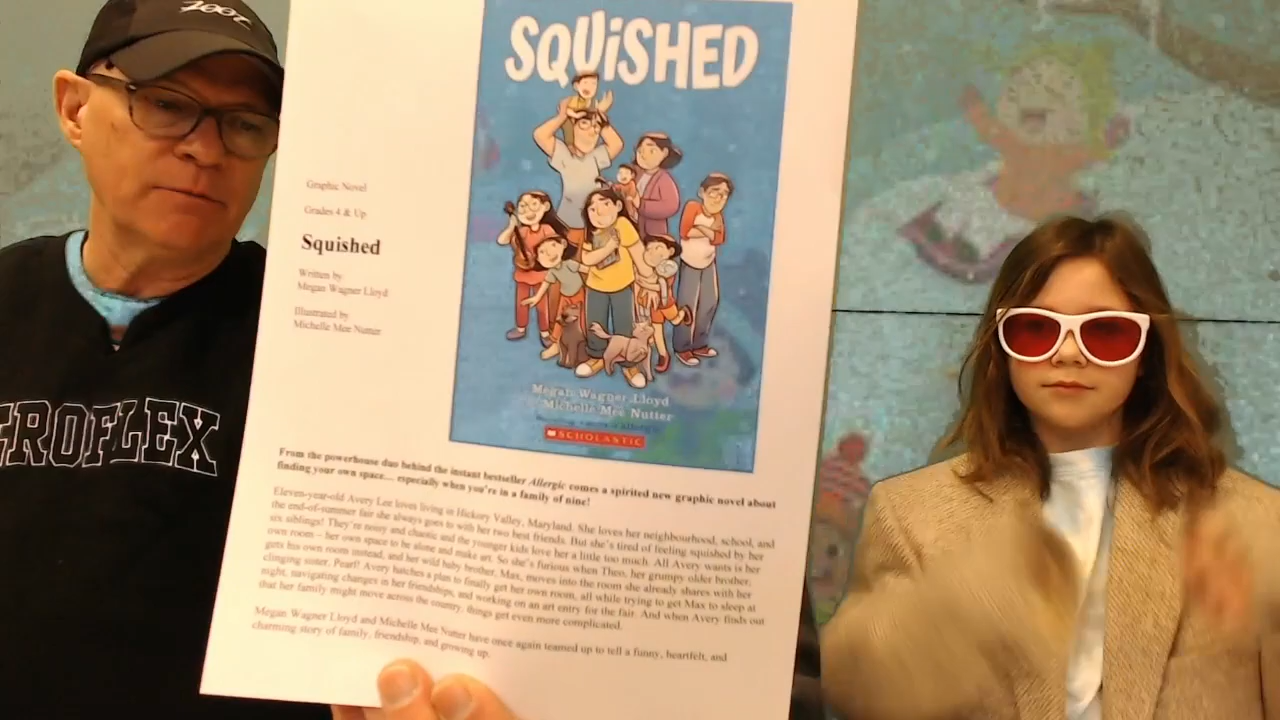 ZOOT
EROFLEX
SQUiSHED
Graphic Novel
Grades 4 & Up
Squished
Written by
Megan Wagner Lloyd
Illustrated by
Michelle Mee Nutter
Megan Wagner Lloyd
Michelle Mee Nutter
SCHOLASTIC
From the powerhouse duo behind the instant bestseller Allergic comes a spirited new graphic novel about
finding your own space... especially when you're in a family of nine!
Eleven-year-old Avery Lee loves living in Hickory Valley, Maryland. She loves her neighbourhood, school, and
the end-of-summer fair she always goes to with her two best friends. But she's tired of feeling squished by her
six siblings! They're noisy and chaotic and the younger kids love her a little too much. All Avery wants is her
own room – her own space to be alone and make art. So she's furious when Theo, her grumpy older brother,
gets his own room instead, and her wild baby brother, Max, moves into the room she already shares with her
clinging sister, Pearl! Avery hatches a plan to finally get her own room, all while trying to get Max to sleep at
night, navigating changes in her friendships, and working on an art entry for the fair. And when Avery finds out
that her family might move across the country, things get even more complicated.
Megan Wagner Lloyd and Michelle Mee Nutter have once again teamed up to tell a funny, heartfelt, and
charming story of family, friendship, and growing up.